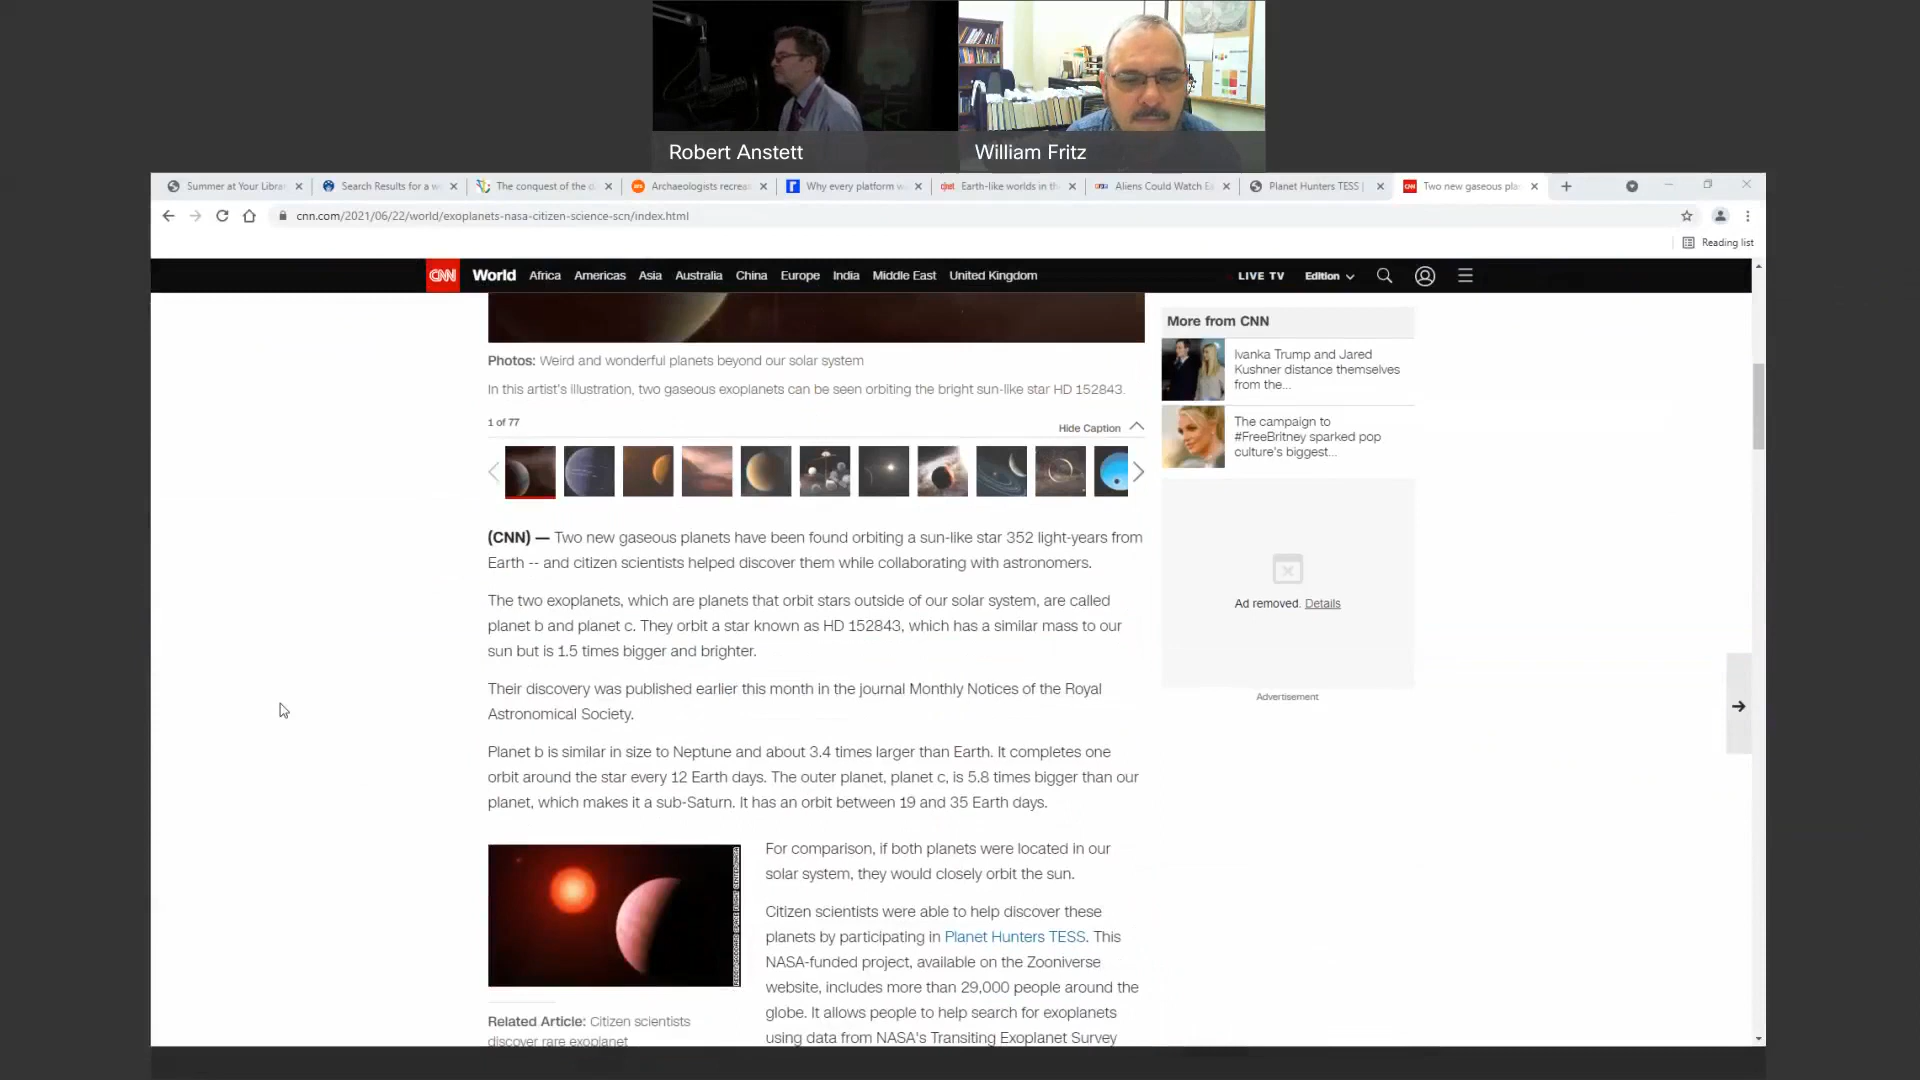 Robert Anstett
William Fritz
Summer at Your Librar
Search Results for a w
The conquest of the
Archaeologists recrea
Why every platform w
cnet Earth-like worlds in th
Aliens Could Watch Ea
Planet Hunters TESS |
CNN Two new gaseous pla
cnn.com/2021/06/22/world/exoplanets-nasa-citizen-science-scn/index.html
Reading list
CNN World Africa Americas Asia Australia China Europe India Middle East United Kingdom LIVE TV Edition
Photos: Weird and wonderful planets beyond our solar system
In this artist's illustration, two gaseous exoplanets can be seen orbiting the bright sun-like star HD 152843.
1 of 77
Hide Caption
(CNN) — Two new gaseous planets have been found orbiting a sun-like star 352 light-years from
Earth -- and citizen scientists helped discover them while collaborating with astronomers.
The two exoplanets, which are planets that orbit stars outside of our solar system, are called
planet b and planet c. They orbit a star known as HD 152843, which has a similar mass to our
sun but is 1.5 times bigger and brighter.
Their discovery was published earlier this month in the journal Monthly Notices of the Royal
Astronomical Society.
Planet b is similar in size to Neptune and about 3.4 times larger than Earth. It completes one
orbit around the star every 12 Earth days. The outer planet, planet c, is 5.8 times bigger than our
planet, which makes it a sub-Saturn. It has an orbit between 19 and 35 Earth days.
For comparison, if both planets were located in our
solar system, they would closely orbit the sun.
Citizen scientists were able to help discover these
planets by participating in Planet Hunters TESS. This
NASA-funded project, available on the Zooniverse
website, includes more than 29,000 people around the
globe. It allows people to help search for exoplanets
using data from NASA's Transiting Exoplanet Survey
Related Article: Citizen scientists
discover rare exoplanet
More from CNN
Ivanka Trump and Jared
Kushner distance themselves
from the...
The campaign to
#FreeBritney sparked pop
culture's biggest...
Ad removed. Details
Advertisement